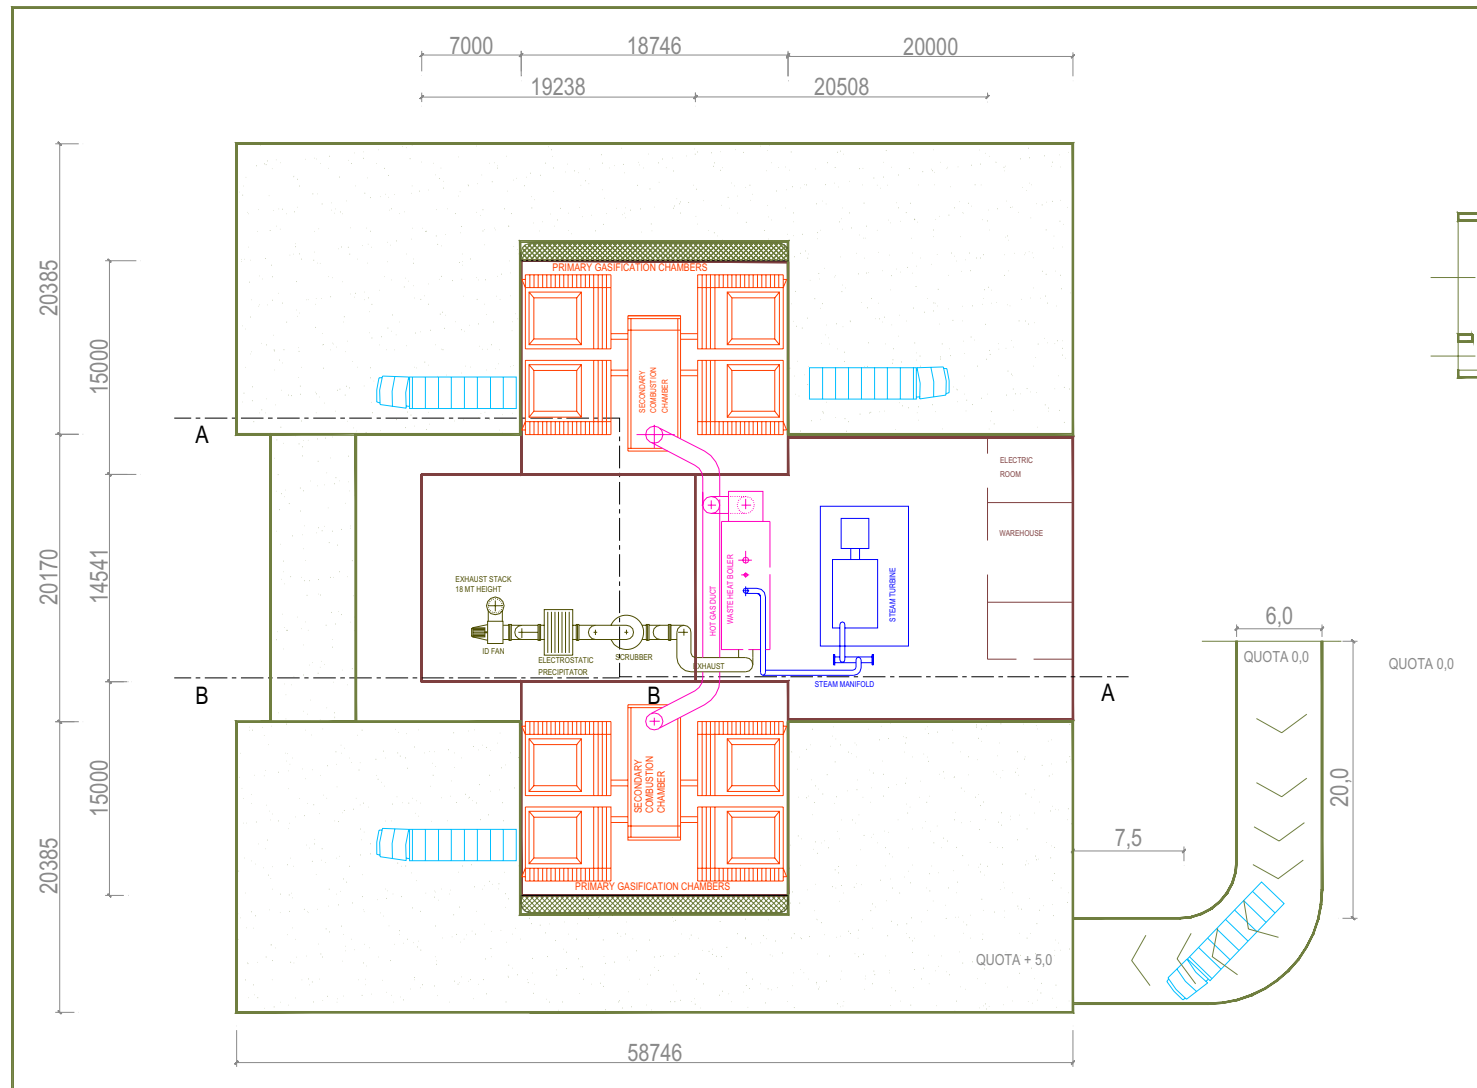 7000
18746
20000
19238
20508
20385
15000
PRIMARY GASIFICATION CHAMBERS
SECONDARY
COMBUSTION
CHAMBER
A
ELECTRIC
ROOM
WAREHOUSE
20170
14541
EXHAUST STACK
18 MT HEIGHT
ID FAN
ELECTROSTATIC
PRECIPITATOR
SCRUBBER
EXHAUST
HOT GAS DUCT
WASTE HEAT BOILER
STEAM TURBINE
STEAM MANIFOLD
B
B
A
6,0
QUOTA 0,0
QUOTA 0,0
20,0
7,5
SECONDARY
COMBUSTION
CHAMBER
15000
20385
PRIMARY GASIFICATION CHAMBERS
QUOTA + 5,0
58746